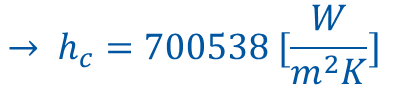 → h_c = 700538 [W/m²K]